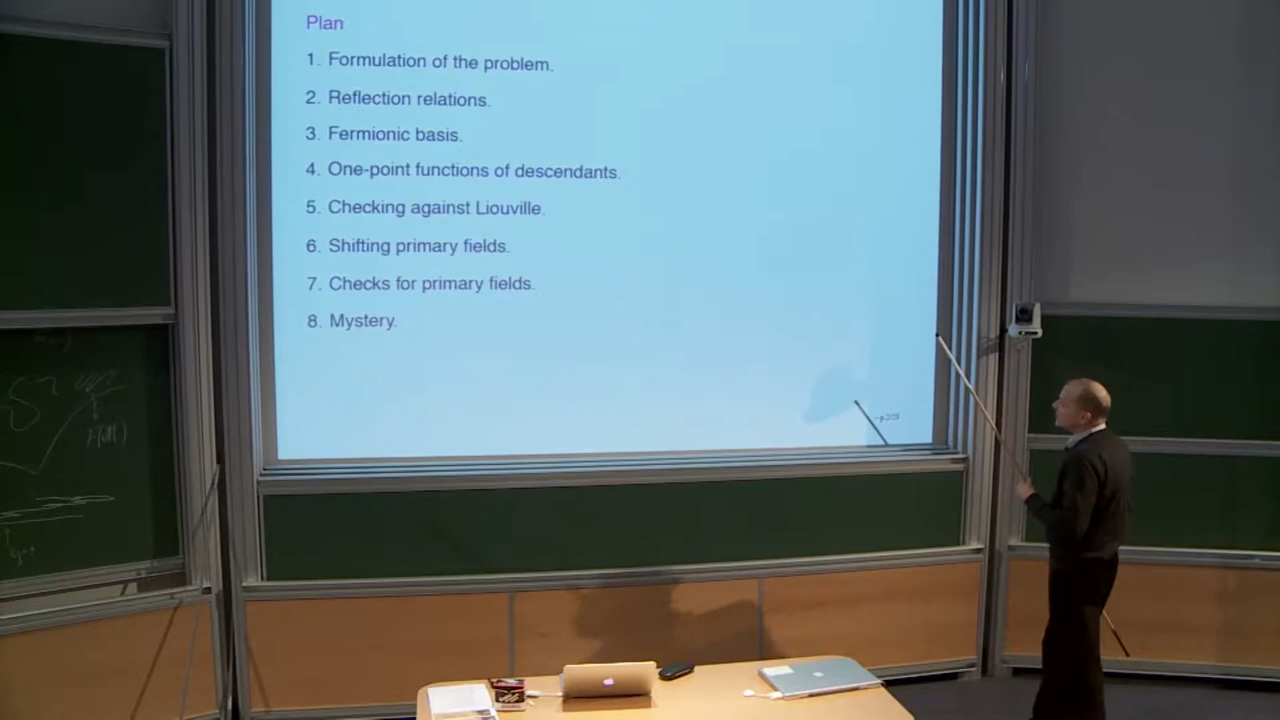 Plan
1. Formulation of the problem.
2. Reflection relations.
3. Fermionic basis.
4. One-point functions of descendants.
5. Checking against Liouville.
6. Shifting primary fields.
7. Checks for primary fields.
8. Mystery.